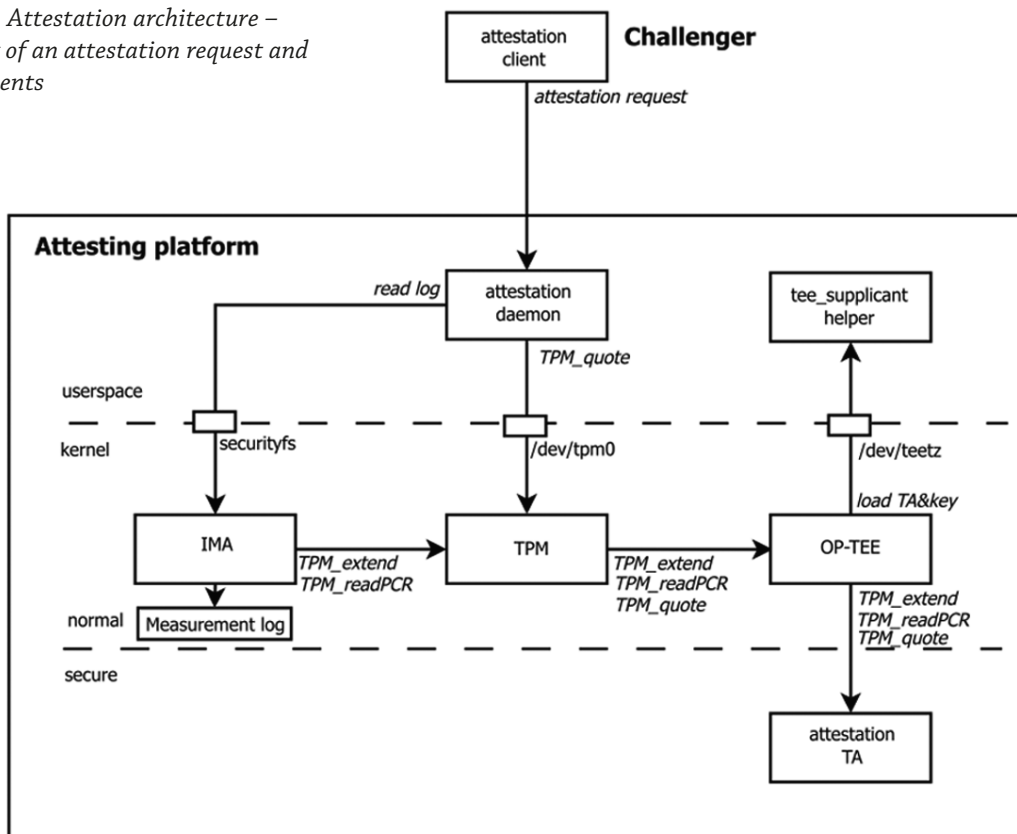 Attestation architecture –
of an attestation request and
ents
attestation
client
Challenger
attestation request
Attesting platform
read log
attestation
daemon
tee_supplicant
helper
TPM_quote
userspace
kernel
securityfs
/dev/tpm0
/dev/teetz
load TA&key
IMA
TPM
OP-TEE
TPM_extend
TPM_readPCR
TPM_extend
TPM_readPCR
TPM_quote
TPM_extend
TPM_readPCR
TPM_quote
normal
Measurement log
secure
attestation
TA